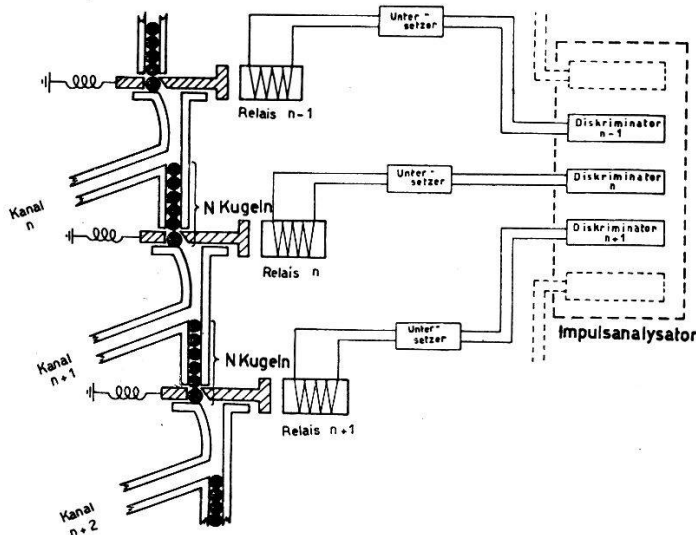 Unter-
setzer
Relais n-1
Diskriminator
n-1
Unter-
setzer
Diskriminator
n
Kanal
n
N Kugeln
Relais n
Diskriminator
n+1
Unter-
setzer
Impulsanalysator
Kanal
n+1
N Kugeln
Relais n+1
Kanal
n+2